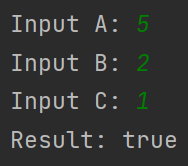 Input A: 5
Input B: 2
Input C: 1
Result: true